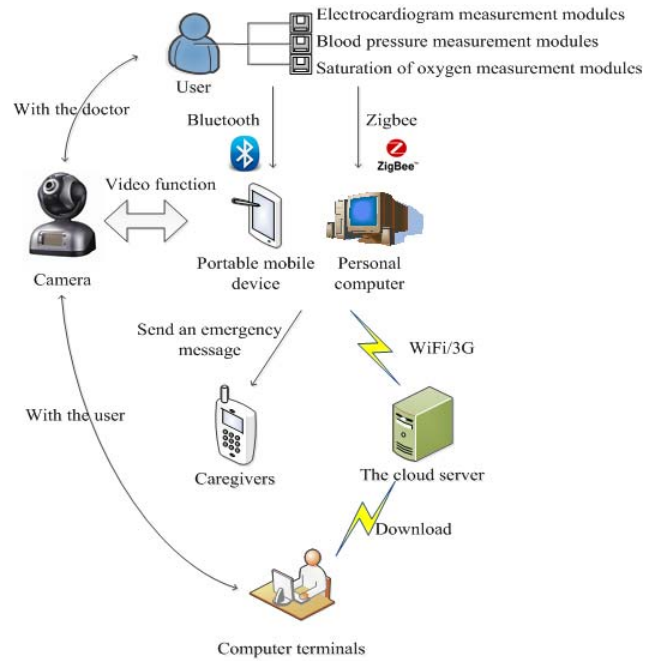 Electrocardiogram measurement modules
Blood pressure measurement modules
Saturation of oxygen measurement modules
User
With the doctor
Bluetooth
Zigbee
ZigBee™
Video function
Camera
Portable mobile
device
Personal
computer
Send an emergency
message
WiFi/3G
With the user
Caregivers
The cloud server
Download
Computer terminals